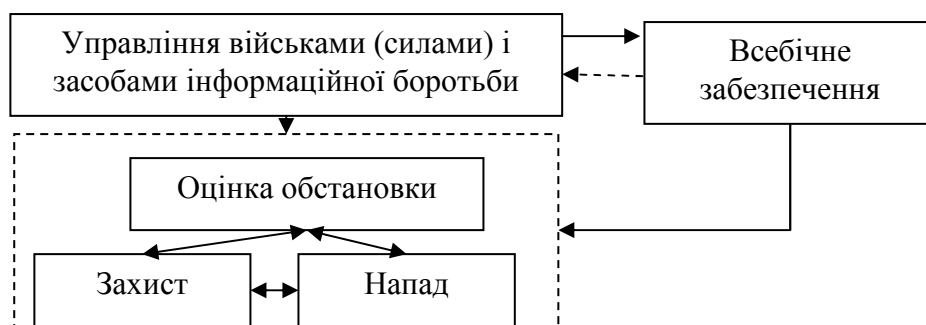 Управління військами (силами) і
засобами інформаційної боротьби
Всебічне
забезпечення
Оцінка обстановки
Захист
Напад